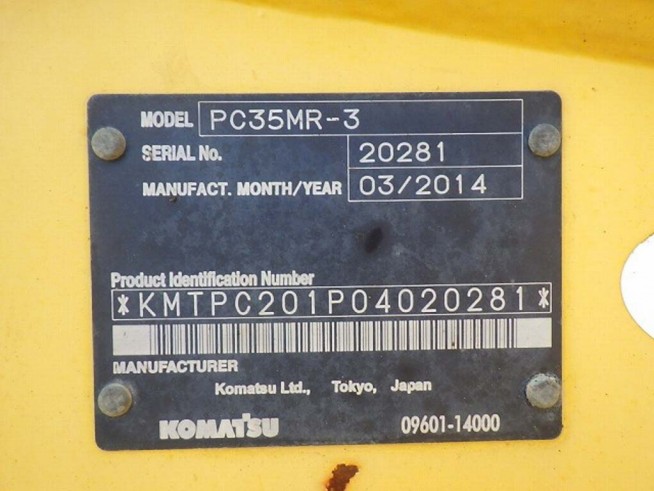 MODEL PC35MR-3
SERIAL No. 20281
MANUFACT. MONTH/YEAR 03/2014
Product Identification Number
*KMTPC201P04020281*
MANUFACTURER
Komatsu Ltd., Tokyo, Japan
KOMATSU 09601-14000